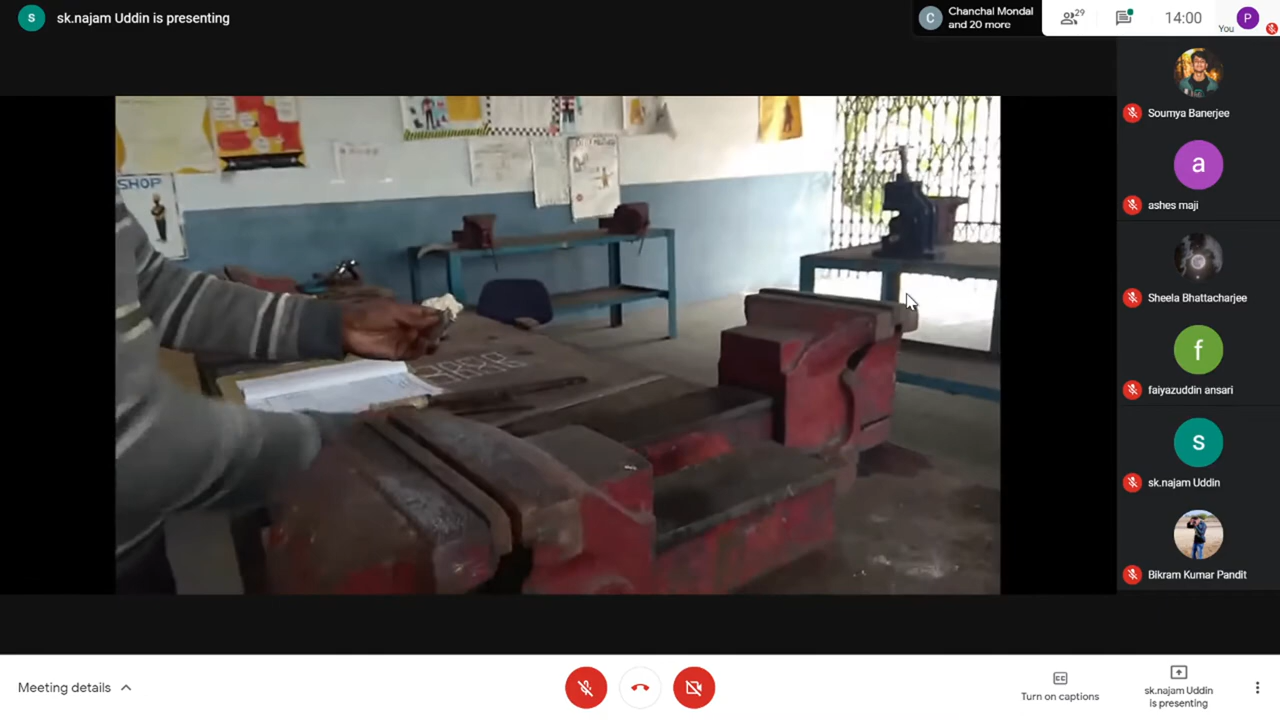 s
sk.najam Uddin is presenting
C
Chanchal Mondal
and 20 more
29
14:00
You
P
Soumya Banerjee
a
ashes maji
Sheela Bhattacharjee
f
faiyazuddin ansari
s
sk.najam Uddin
Bikram Kumar Pandit
SHOP
Meeting details
CC
Turn on captions
sk.najam Uddin
is presenting